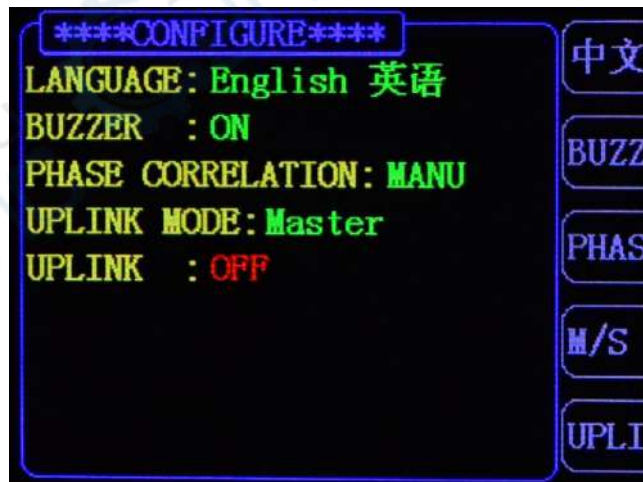 ****CONFIGURE****
LANGUAGE: English 英语
BUZZER : ON
PHASE CORRELATION: MANU
UPLINK MODE: Master
UPLINK : OFF
中文
BUZZ
PHAS
M/S
UPLI